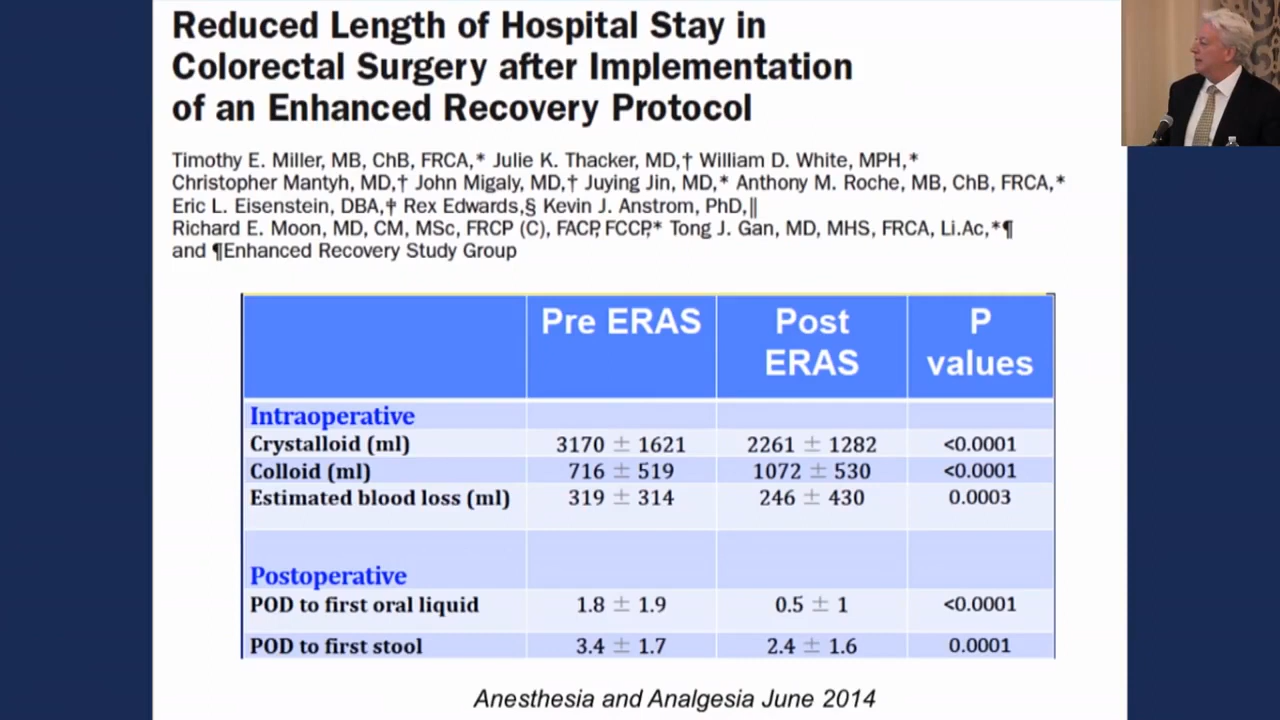 Reduced Length of Hospital Stay in
Colorectal Surgery after Implementation
of an Enhanced Recovery Protocol
Timothy E. Miller, MB, ChB, FRCA,* Julie K. Thacker, MD,† William D. White, MPH,*
Christopher Mantyh, MD,† John Migaly, MD,† Juying Jin, MD,* Anthony M. Roche, MB, ChB, FRCA,*
Eric L. Eisenstein, DBA,‡ Rex Edwards,§ Kevin J. Anstrom, PhD,‖
Richard E. Moon, MD, CM, MSc, FRCP (C), FACP, FCCP,* Tong J. Gan, MD, MHS, FRCA, Li.Ac,*¶
and ¶Enhanced Recovery Study Group
Pre ERAS Post ERAS P values
Intraoperative
Crystalloid (ml) 3170 ± 1621 2261 ± 1282 <0.0001
Colloid (ml) 716 ± 519 1072 ± 530 <0.0001
Estimated blood loss (ml) 319 ± 314 246 ± 430 0.0003
Postoperative
POD to first oral liquid 1.8 ± 1.9 0.5 ± 1 <0.0001
POD to first stool 3.4 ± 1.7 2.4 ± 1.6 0.0001
Anesthesia and Analgesia June 2014